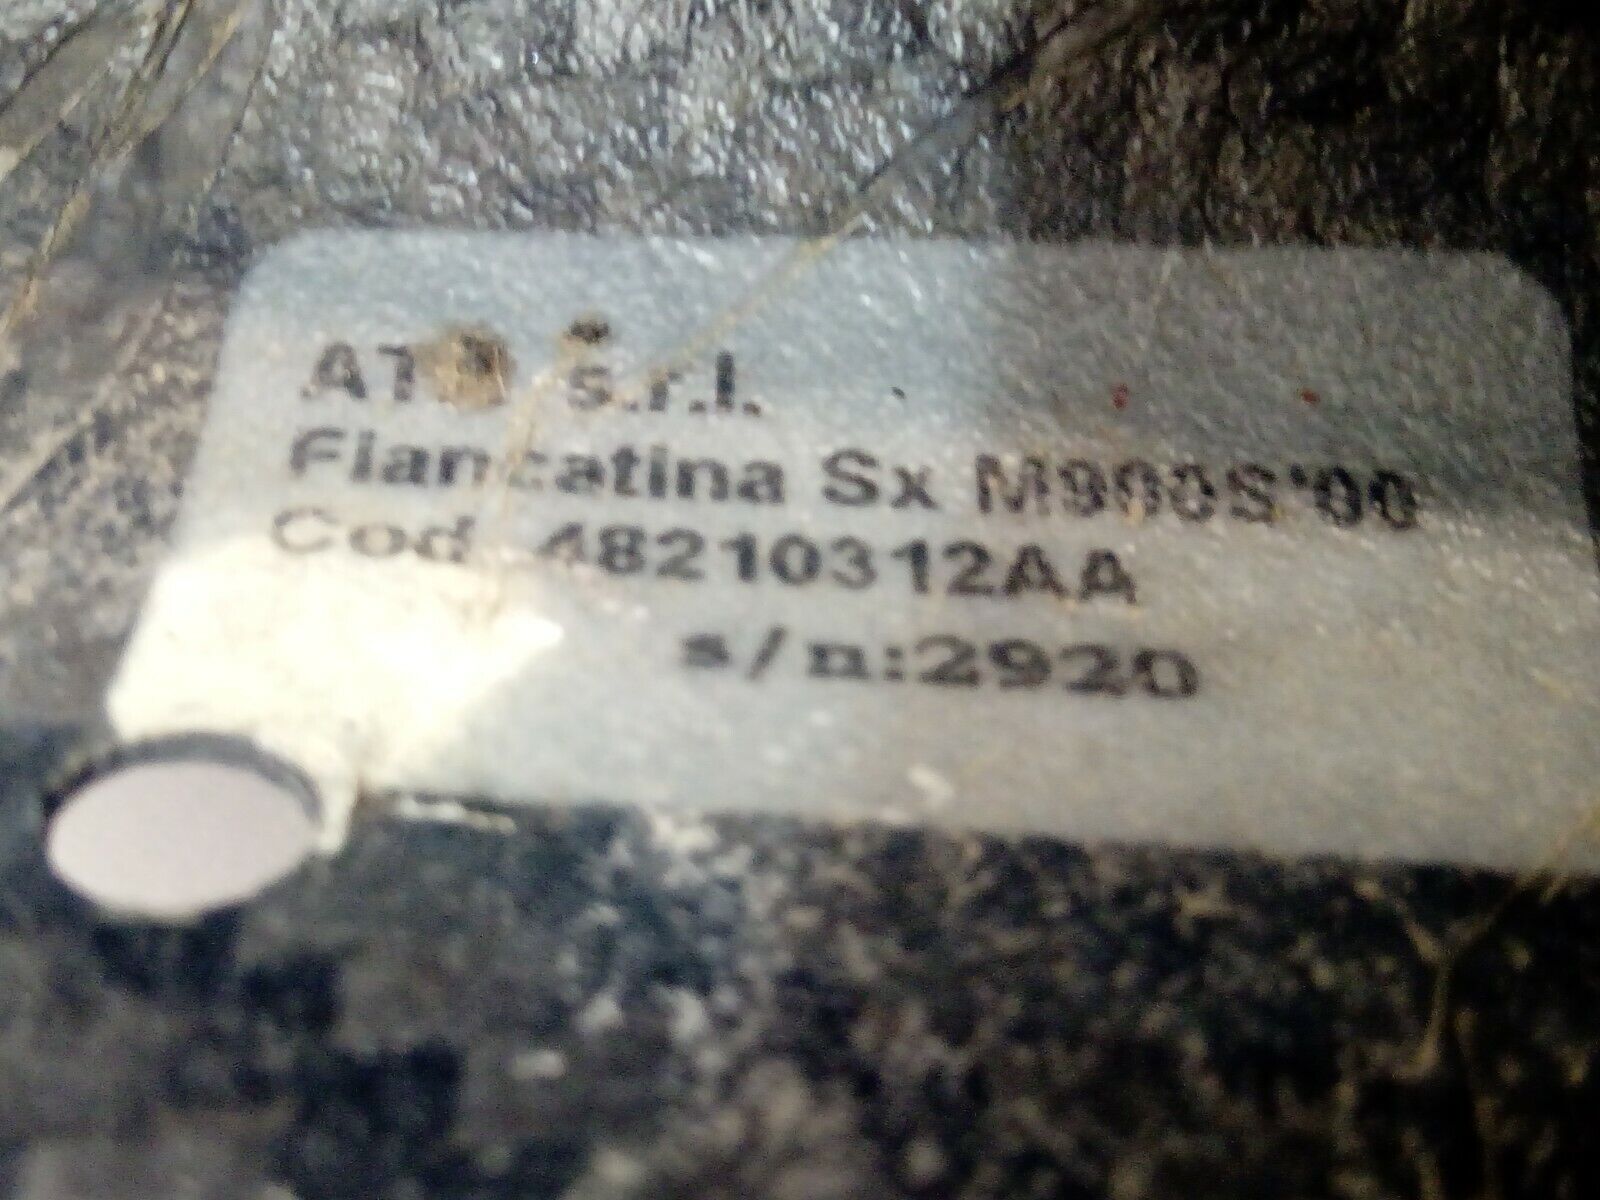 s.r.l.
Fiancatina Sx M900S'00
Cod. 48210312AA
s/n:2920